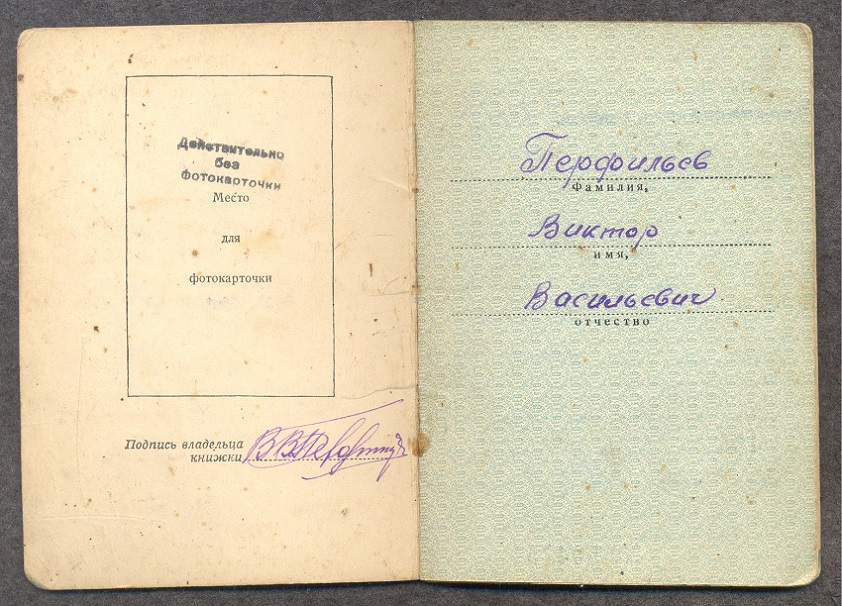 Действительно
без
фотокарточки
Место
для
фотокарточки
Подпись владельца
книжки
Перфильев
Фамилия,
Виктор
имя,
Васильевич
отчество